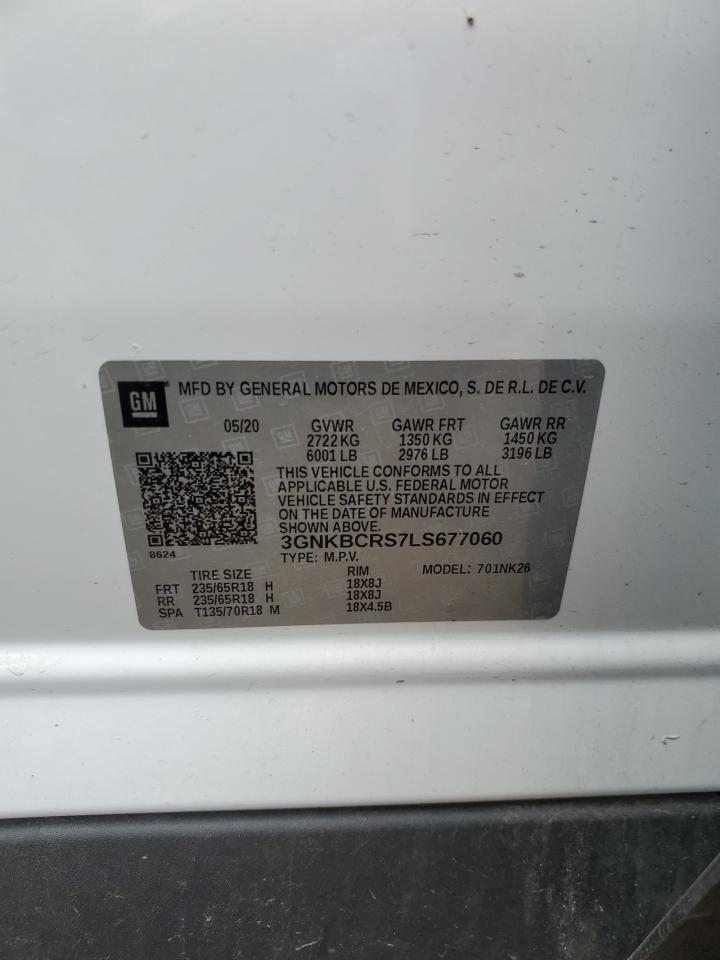 GM MFD BY GENERAL MOTORS DE MEXICO, S. DE R.L. DE C.V.
05/20 GVWR GAWR FRT GAWR RR
2722 KG 1350 KG 1450 KG
6001 LB 2976 LB 3196 LB
THIS VEHICLE CONFORMS TO ALL
APPLICABLE U.S. FEDERAL MOTOR
VEHICLE SAFETY STANDARDS IN EFFECT
ON THE DATE OF MANUFACTURE
SHOWN ABOVE.
8624 3GNKBCRS7LS677060
TYPE: M.P.V. MODEL: 701NK26
TIRE SIZE RIM
FRT 235/65R18 H 18X8J
RR 235/65R18 H 18X8J
SPA T135/70R18 M 18X4.5B